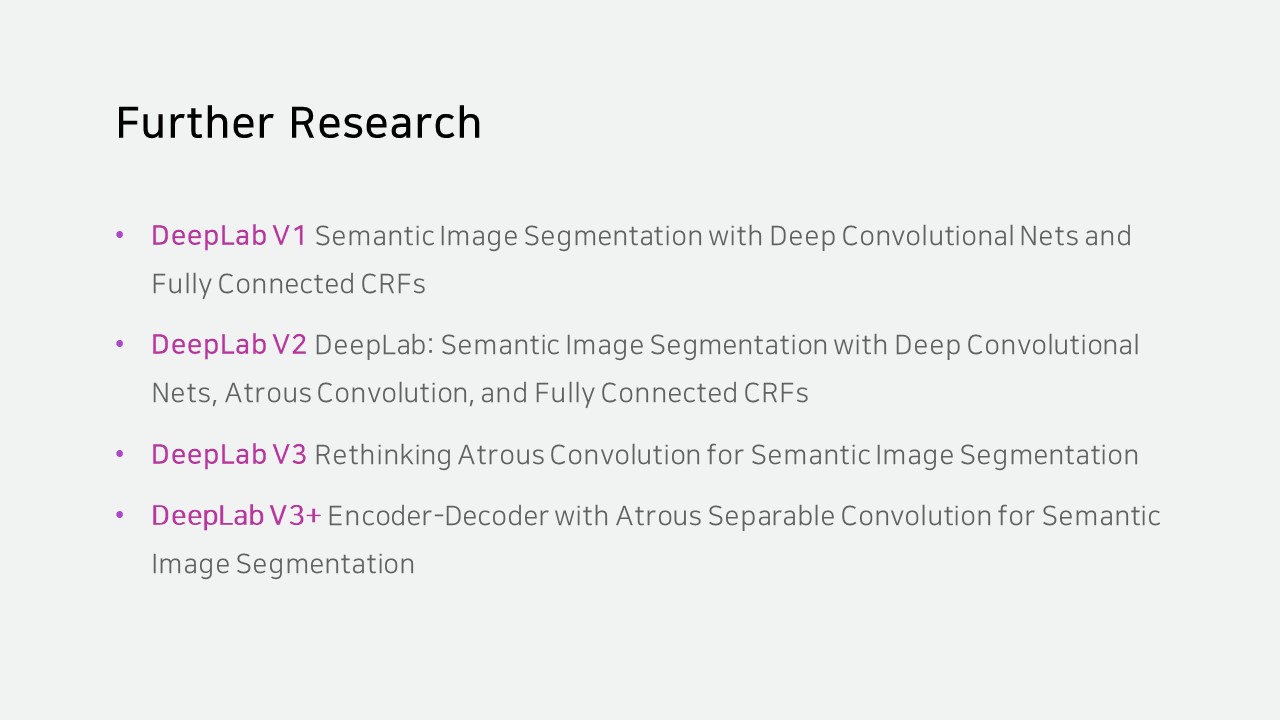 Further Research
• DeepLab V1 Semantic Image Segmentation with Deep Convolutional Nets and
Fully Connected CRFs
• DeepLab V2 DeepLab: Semantic Image Segmentation with Deep Convolutional
Nets, Atrous Convolution, and Fully Connected CRFs
• DeepLab V3 Rethinking Atrous Convolution for Semantic Image Segmentation
• DeepLab V3+ Encoder-Decoder with Atrous Separable Convolution for Semantic
Image Segmentation